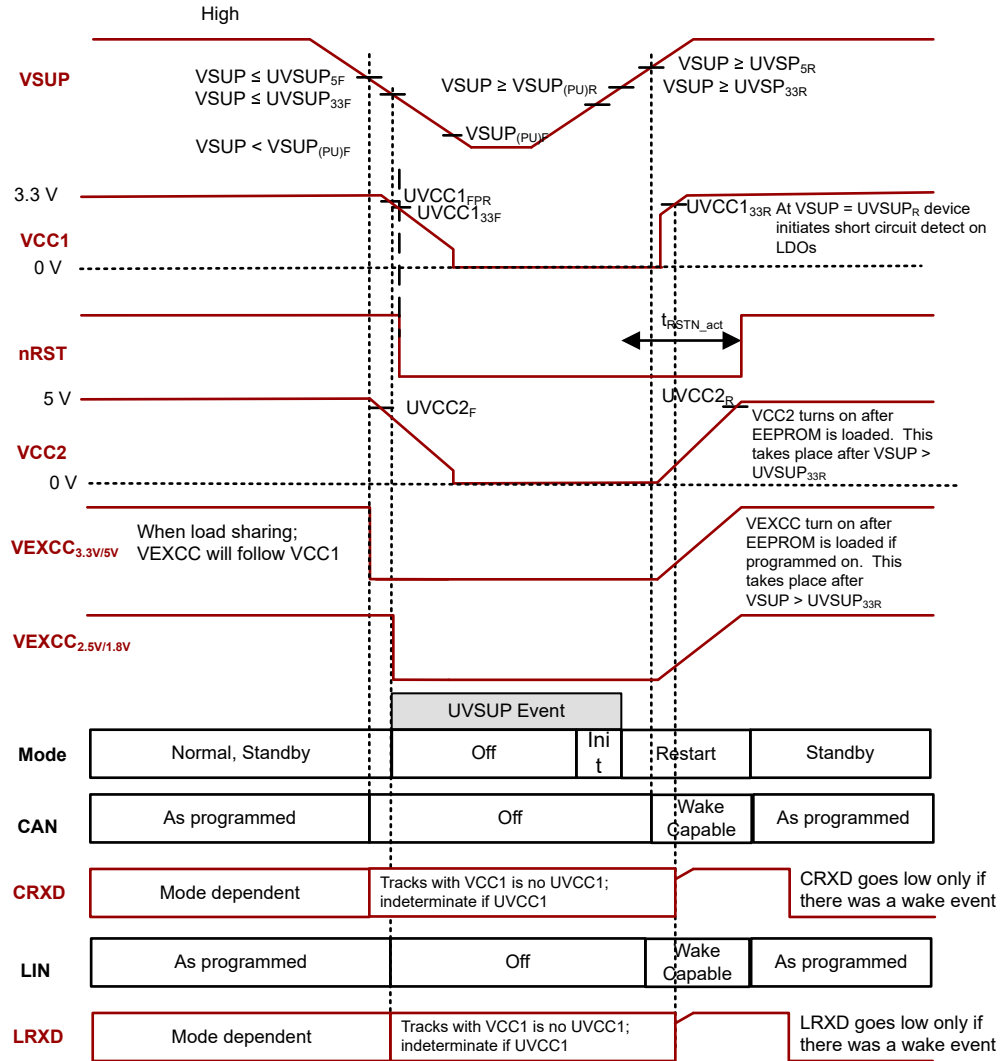 High
VSUP
VSUP ≤ UVSUP5F
VSUP ≤ UVSUP33F
VSUP < VSUP(PU)F
VSUP ≥ VSUP(PU)R
VSUP(PU)F
VSUP ≥ UVSP5R
VSUP ≥ UVSP33R
3.3 V
VCC1
0 V
UVCC1FPR
UVCC133F
UVCC133R
At VSUP = UVSUPR device
initiates short circuit detect on
LDOs
nRST
tRSTN_act
5 V
VCC2
0 V
UVCC2F
UVCC2R
VCC2 turns on after
EEPROM is loaded. This
takes place after VSUP >
UVSUP33R
VEXCC3.3V/5V
When load sharing;
VEXCC will follow VCC1
VEXCC turn on after
EEPROM is loaded if
programmed on. This
takes place after
VSUP > UVSUP33R
VEXCC2.5V/1.8V
UVSUP Event
Mode
Normal, Standby
Off
Ini
t
Restart
Standby
CAN
As programmed
Off
Wake
Capable
As programmed
CRXD
Mode dependent
Tracks with VCC1 is no UVCC1;
indeterminate if UVCC1
CRXD goes low only if
there was a wake event
LIN
As programmed
Off
Wake
Capable
As programmed
LRXD
Mode dependent
Tracks with VCC1 is no UVCC1;
indeterminate if UVCC1
LRXD goes low only if
there was a wake event